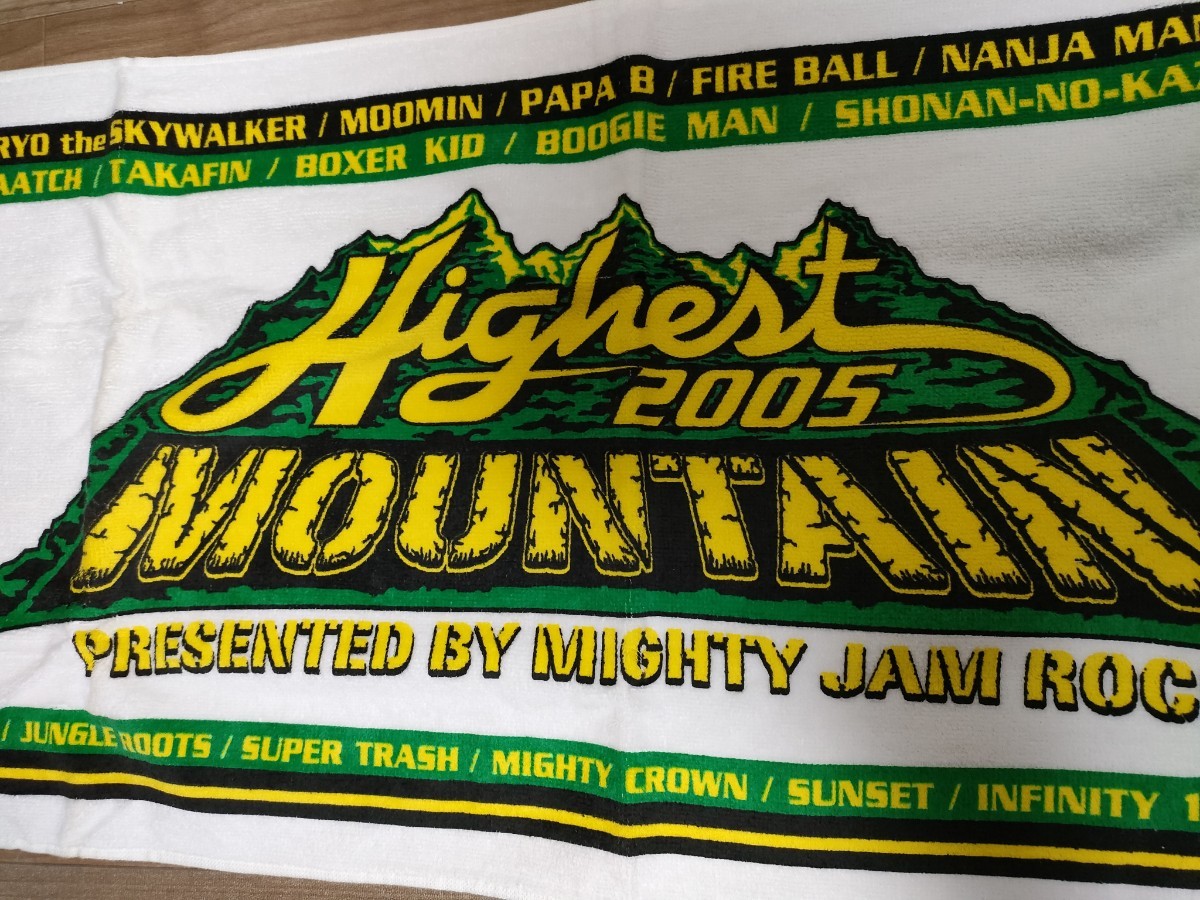 RYO the SKYWALKER / MOOMIN / PAPA B / FIRE BALL / NANJA MA
AATCH / TAKAFIN / BOXER KID / BOOGIE MAN / SHONAN-NO-KA
Highest
2005
MOUNTAIN
PRESENTED BY MIGHTY JAM ROC
/ JUNGLE ROOTS / SUPER TRASH / MIGHTY CROWN / SUNSET / INFINITY 1